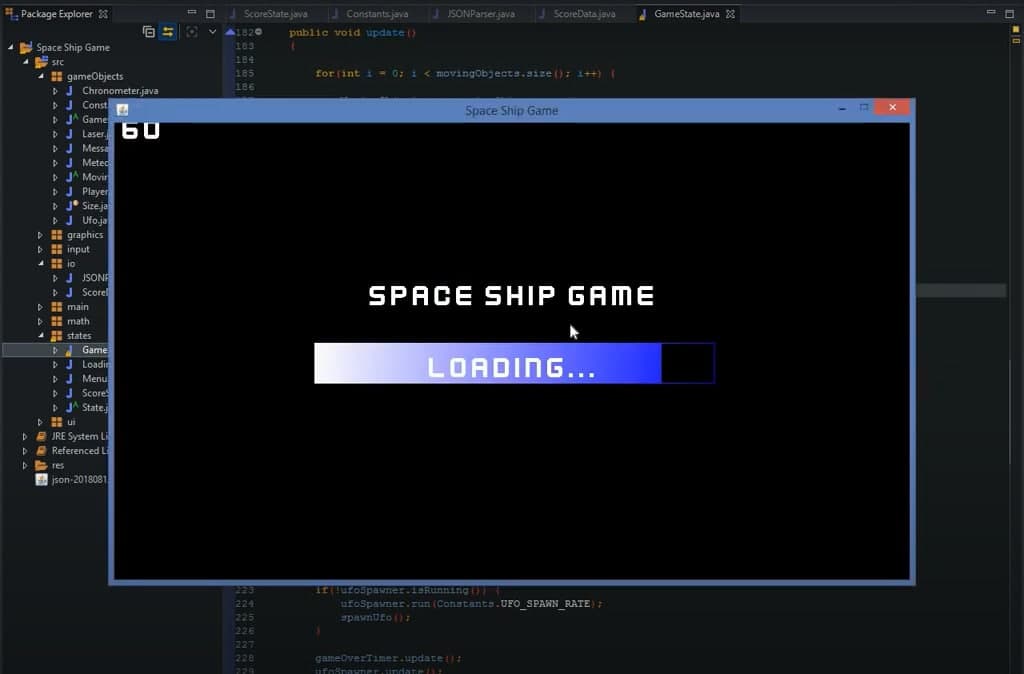 Package Explorer
ScoreState.java
Constants.java
JSONParser.java
ScoreData.java
GameState.java
Space Ship Game
src
gameObjects
Chronometer.java
Const
Game
Laser.j
Messa
Meteo
Movin
Player
Size.ja
Ufo.ja
graphics
input
io
JSONP
ScoreD
main
math
states
Game
Loadin
Menu
ScoreS
State.j
ui
JRE System Li
Referenced Li
res
json-2018081
182 public void update()
183 {
184
185 for(int i = 0; i < movingObjects.size(); i++) {
186
Space Ship Game
60
SPACE SHIP GAME
LOADING...
223 if(!ufoSpawner.isRunning()) {
224 ufoSpawner.run(Constants.UFO_SPAWN_RATE);
225 spawnUfo();
226 }
227
228 gameOverTimer.update();
229 ufoSpawner.update();